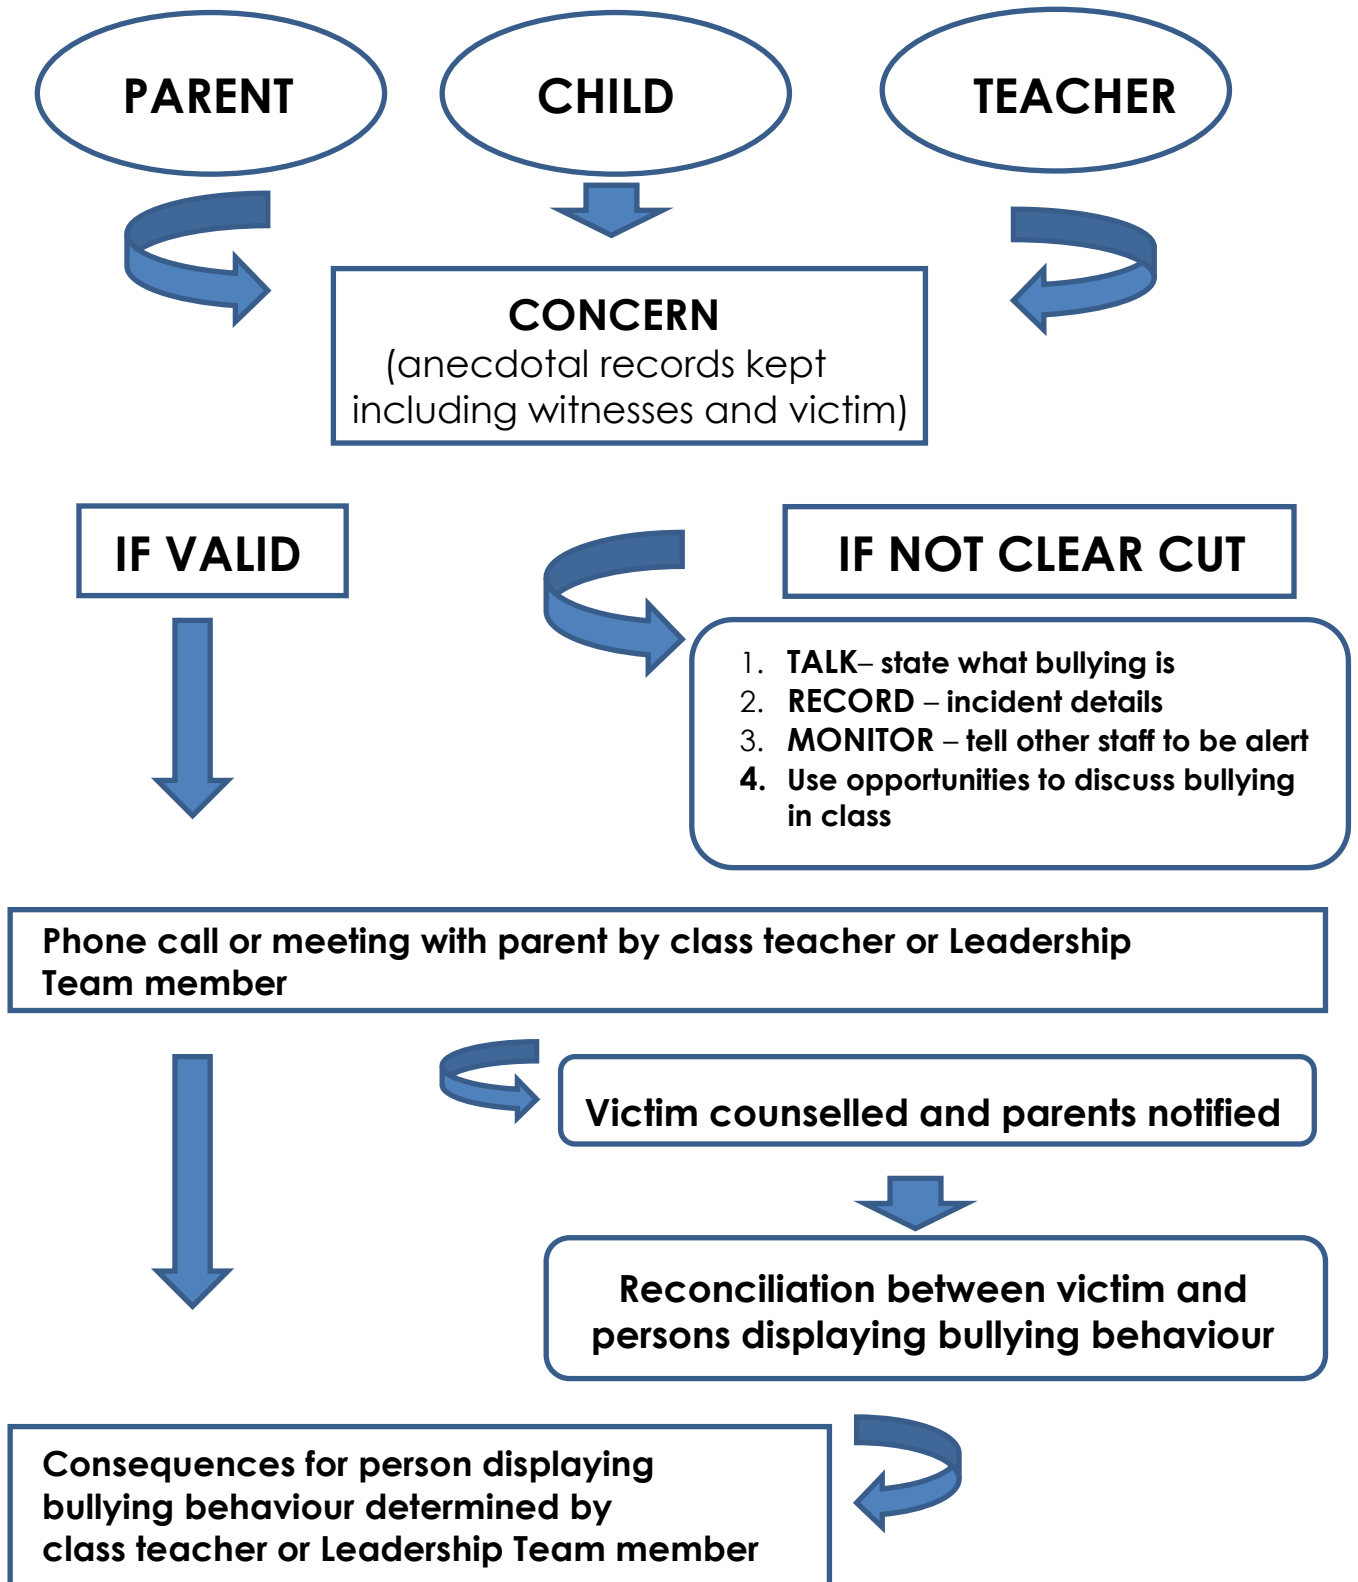 PARENT
CHILD
TEACHER
CONCERN
(anecdotal records kept
including witnesses and victim)
IF VALID
IF NOT CLEAR CUT
1. TALK– state what bullying is
2. RECORD – incident details
3. MONITOR – tell other staff to be alert
4. Use opportunities to discuss bullying
in class
Phone call or meeting with parent by class teacher or Leadership
Team member
Victim counselled and parents notified
Reconciliation between victim and
persons displaying bullying behaviour
Consequences for person displaying
bullying behaviour determined by
class teacher or Leadership Team member